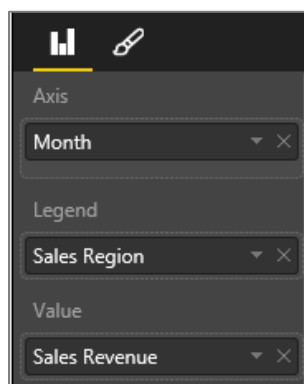 Axis
Month
Legend
Sales Region
Value
Sales Revenue